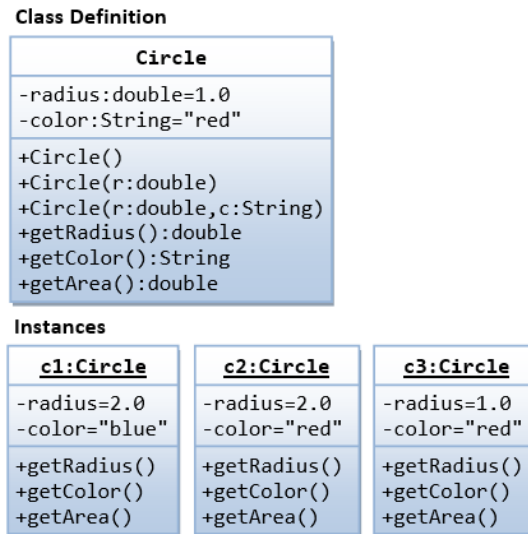 Class Definition
Circle
-radius:double=1.0
-color:String="red"
+Circle()
+Circle(r:double)
+Circle(r:double,c:String)
+getRadius():double
+getColor():String
+getArea():double
Instances
c1:Circle
-radius=2.0
-color="blue"
+getRadius()
+getColor()
+getArea()
c2:Circle
-radius=2.0
-color="red"
+getRadius()
+getColor()
+getArea()
c3:Circle
-radius=1.0
-color="red"
+getRadius()
+getColor()
+getArea()